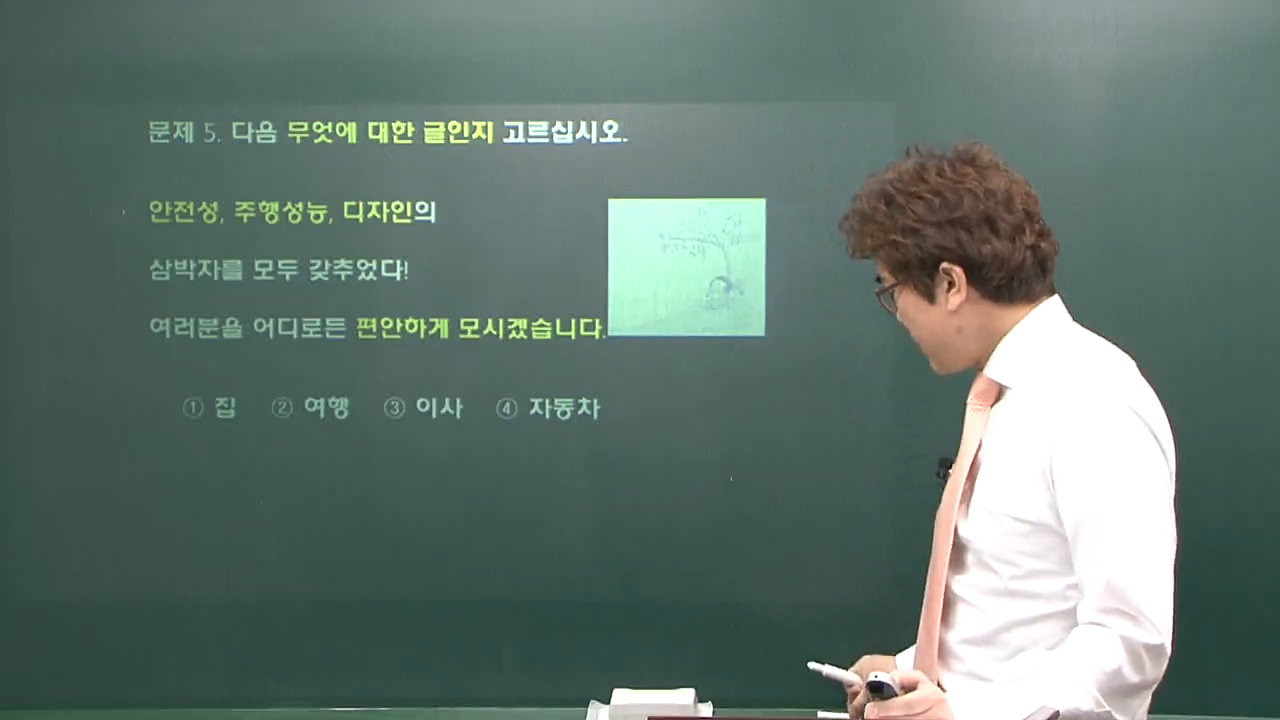 문제 5. 다음 무엇에 대한 글인지 고르십시오.
안전성, 주행성능, 디자인의
삼박자를 모두 갖추었다!
여러분을 어디로든 편안하게 모시겠습니다.
① 집 ② 여행 ③ 이사 ④ 자동차